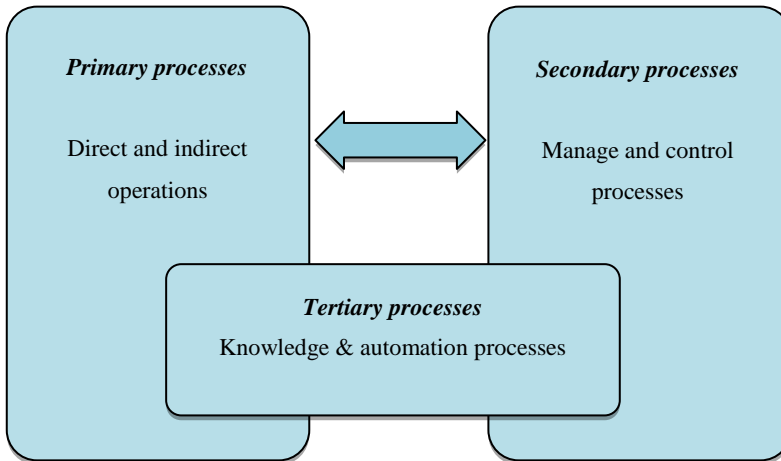 Primary processes
Direct and indirect
operations
Secondary processes
Manage and control
processes
Tertiary processes
Knowledge & automation processes